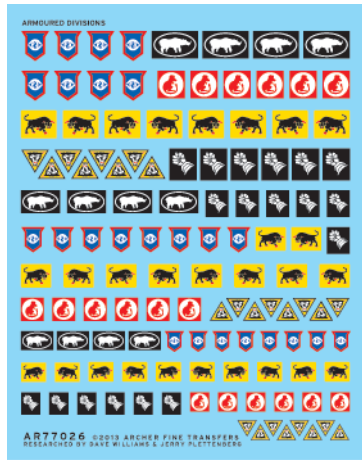 ARMOURED DIVISIONS
AR77026 ©2013 ARCHER FINE TRANSFERS
RESEARCHED BY DAVE WILLIAMS & JERRY PLETTENBERG